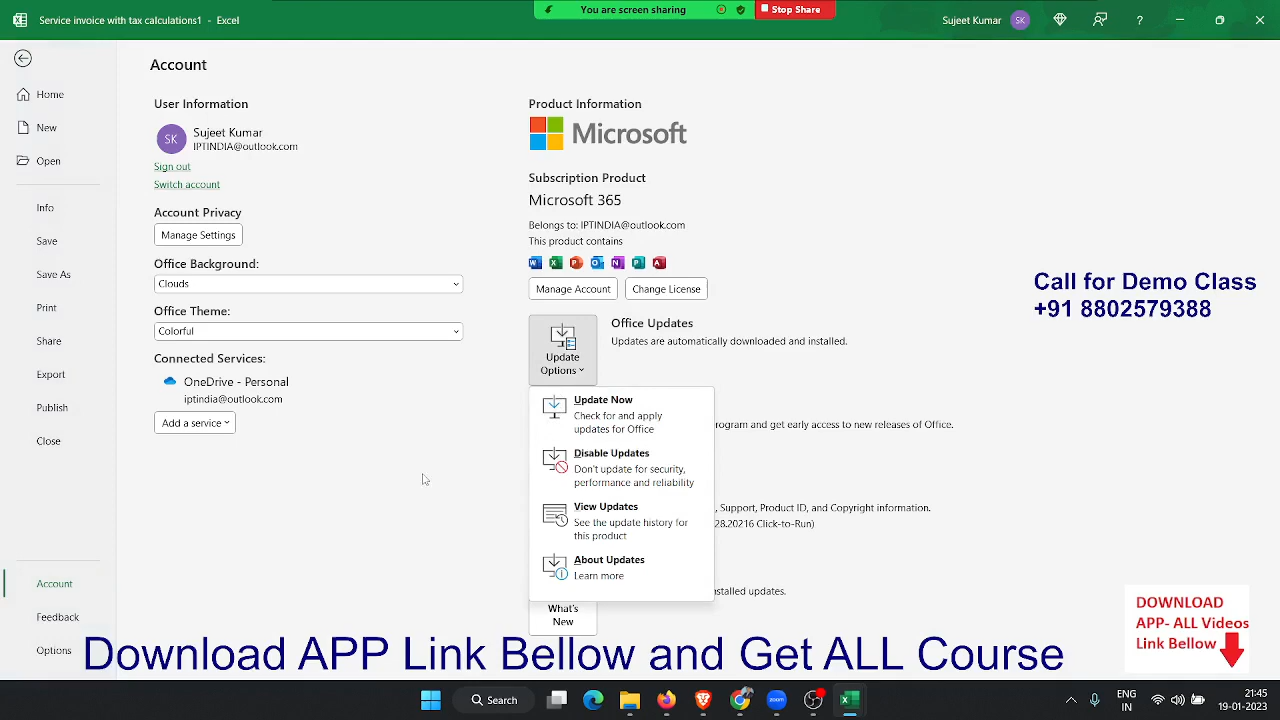 Service invoice with tax calculations1 - Excel
You are screen sharing
Stop Share
Sujeet Kumar
SK
?
Account
Home
New
Open
Info
Save
Save As
Print
Share
Export
Publish
Close
Account
Feedback
Options
User Information
SK
Sujeet Kumar
IPTINDIA@outlook.com
Sign out
Switch account
Account Privacy
Manage Settings
Office Background:
Clouds
Office Theme:
Colorful
Connected Services:
OneDrive - Personal
iptindia@outlook.com
Add a service
Product Information
Microsoft
Subscription Product
Microsoft 365
Belongs to: IPTINDIA@outlook.com
This product contains
Manage Account
Change License
Update
Options
Office Updates
Updates are automatically downloaded and installed.
Update Now
Check for and apply
updates for Office
rogram and get early access to new releases of Office.
Disable Updates
Don't update for security,
performance and reliability
View Updates
See the update history for
this product
, Support, Product ID, and Copyright information.
28.20216 Click-to-Run)
About Updates
Learn more
stalled updates.
What's
New
Call for Demo Class
+91 8802579388
DOWNLOAD
APP- ALL Videos
Link Bellow
Download APP Link Bellow and Get ALL Course
Search
zoom
ENG
IN
21:45
19-01-2023